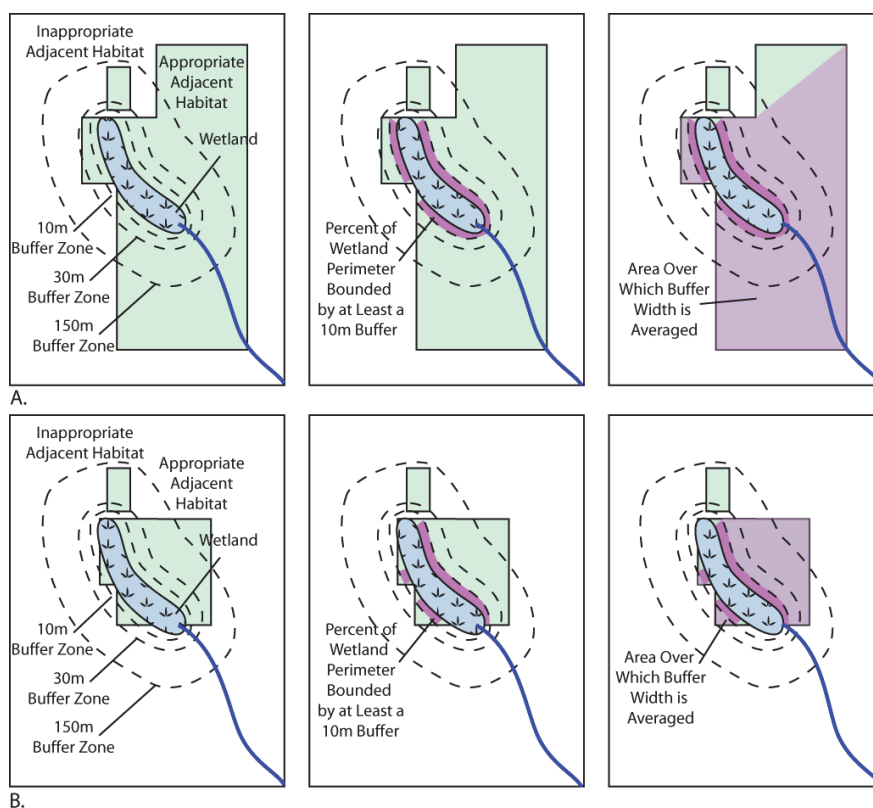 Inappropriate
Adjacent Habitat
Appropriate
Adjacent
Habitat
Wetland
10m
Buffer Zone
30m
Buffer Zone
150m
Buffer Zone
Percent of
Wetland
Perimeter
Bounded
by at Least a
10m Buffer
Area Over
Which Buffer
Width is
Averaged
A.
Inappropriate
Adjacent Habitat
Appropriate
Adjacent
Habitat
Wetland
10m
Buffer Zone
30m
Buffer Zone
150m
Buffer Zone
Percent of
Wetland
Perimeter
Bounded
by at Least a
10m Buffer
Area Over
Which Buffer
Width is
Averaged
B.